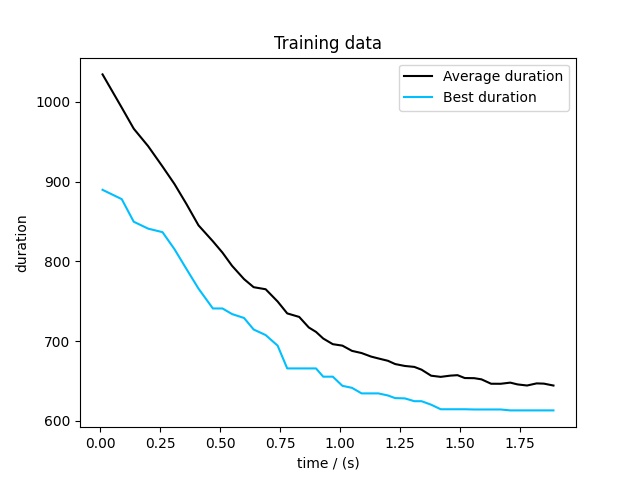 Training data
Average duration
Best duration
1000
900
800
700
600
duration
0.00 0.25 0.50 0.75 1.00 1.25 1.50 1.75
time / (s)